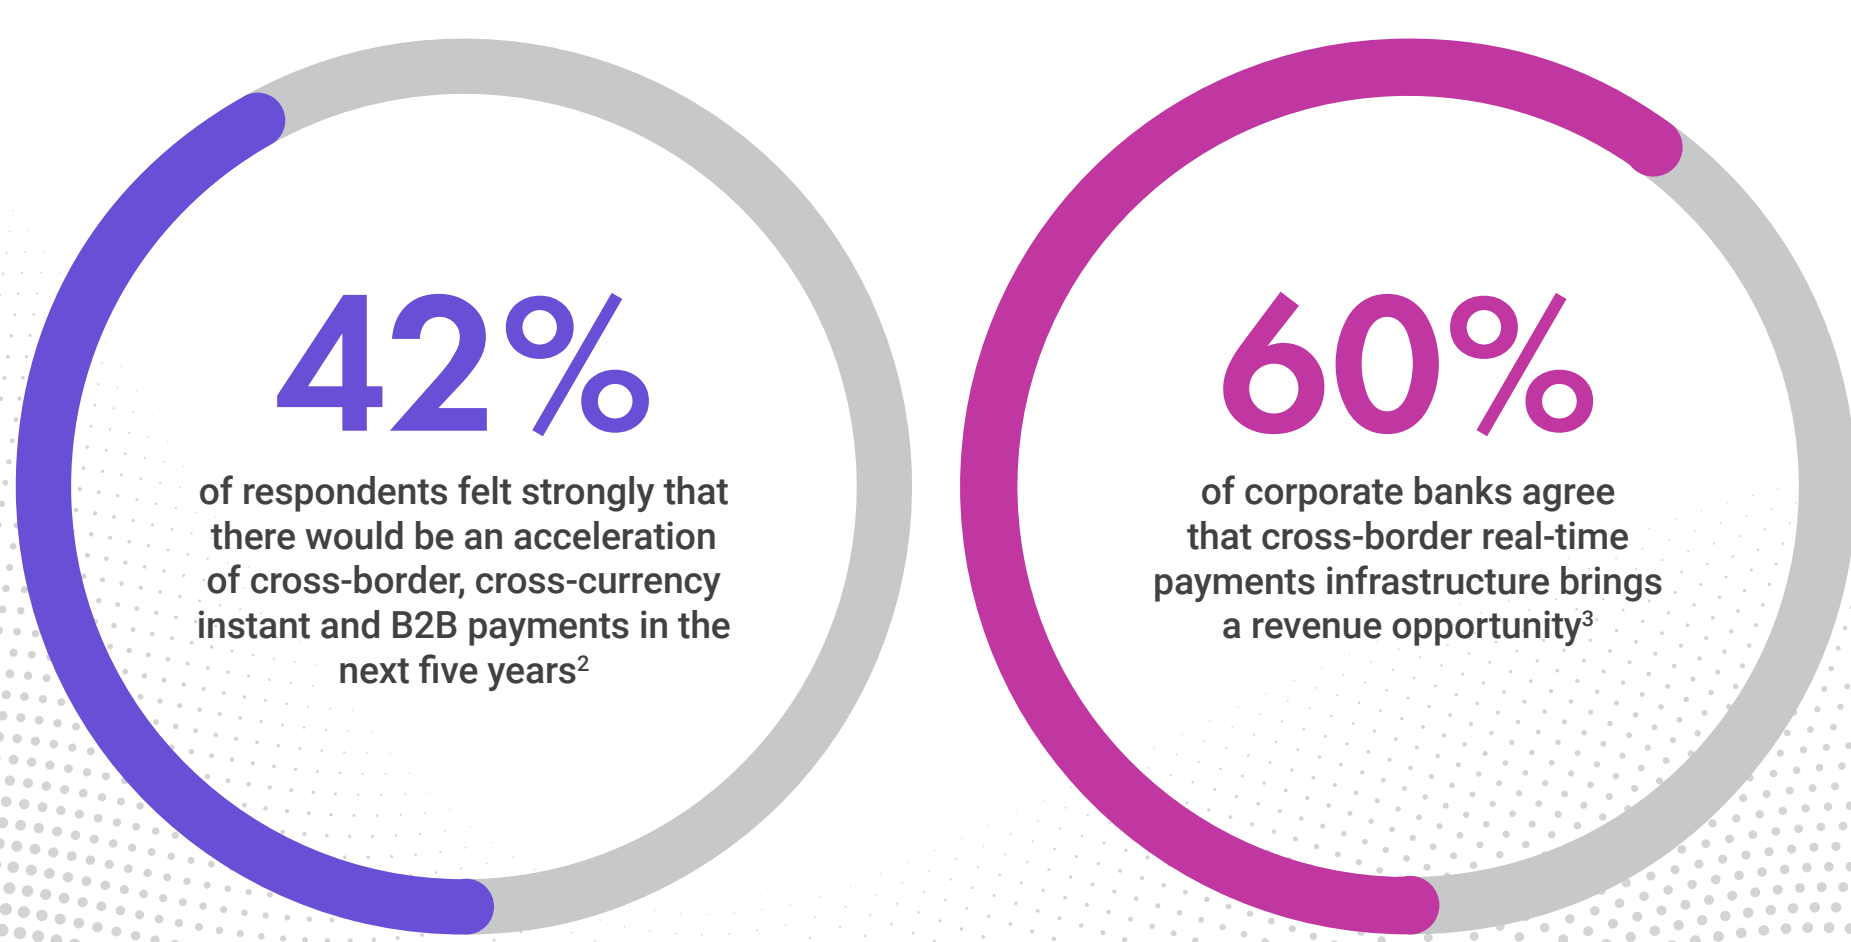 42%
of respondents felt strongly that
there would be an acceleration
of cross-border, cross-currency
instant and B2B payments in the
next five years²
60%
of corporate banks agree
that cross-border real-time
payments infrastructure brings
a revenue opportunity³